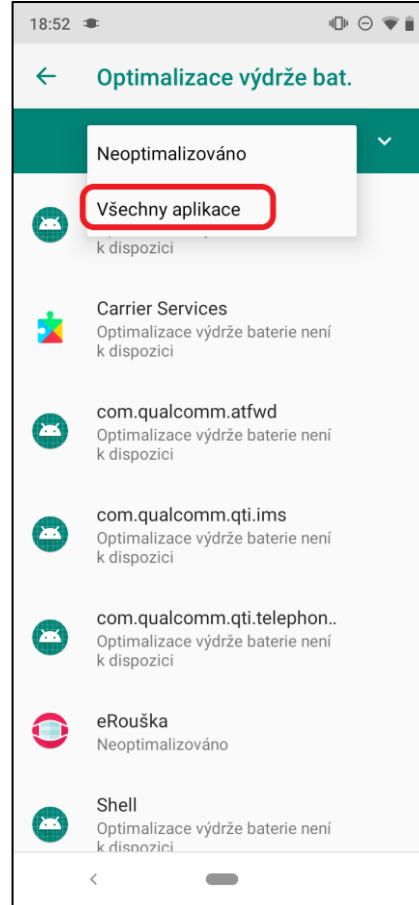 18:52
Optimalizace výdrže bat.
Neoptimalizováno
Všechny aplikace
k dispozici
Carrier Services
Optimalizace výdrže baterie není
k dispozici
com.qualcomm.atfwd
Optimalizace výdrže baterie není
k dispozici
com.qualcomm.qti.ims
Optimalizace výdrže baterie není
k dispozici
com.qualcomm.qti.telephon..
Optimalizace výdrže baterie není
k dispozici
eRouška
Neoptimalizováno
Shell
Optimalizace výdrže baterie není
k dispozici